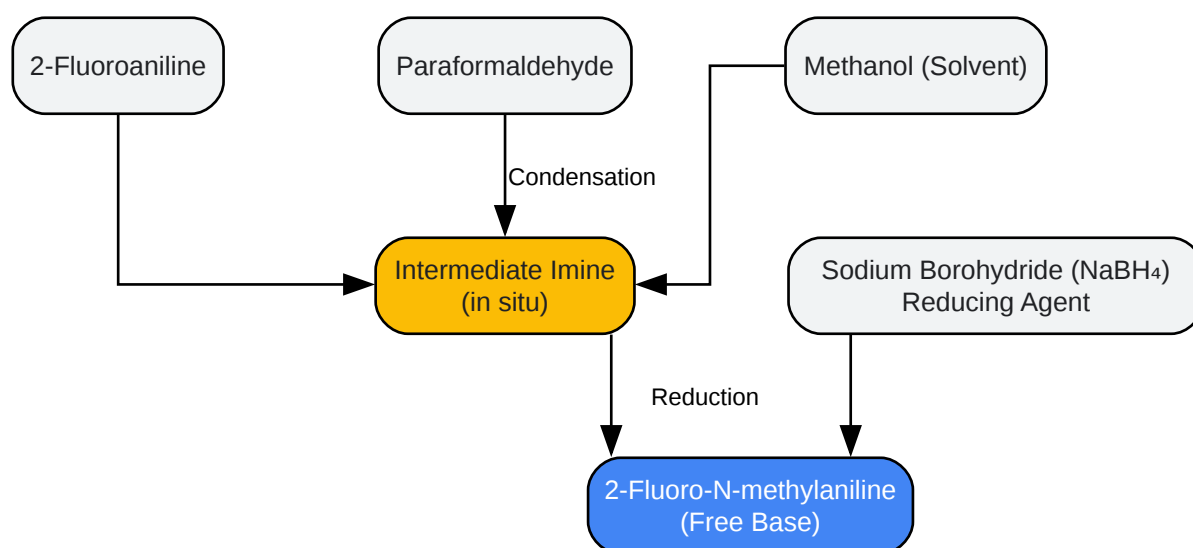 2-Fluoroaniline
Paraformaldehyde
Methanol (Solvent)
Condensation
Intermediate Imine
(in situ)
Sodium Borohydride (NaBH₄)
Reducing Agent
Reduction
2-Fluoro-N-methylaniline
(Free Base)